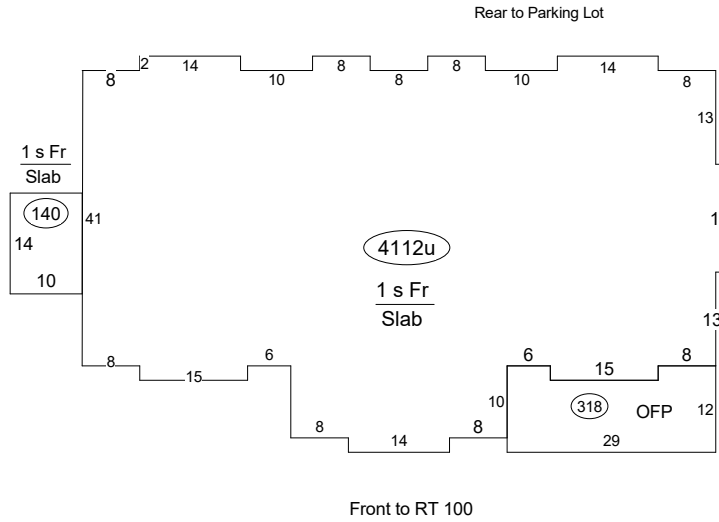 Rear to Parking Lot
2 14 8 8 14
8 10 8 10 8
13
1 s Fr
Slab
140
41
14
10
4112u
1 s Fr
Slab
13
8 15 6
6 15 8
10
318 OFP 12
8 14 8
29
Front to RT 100